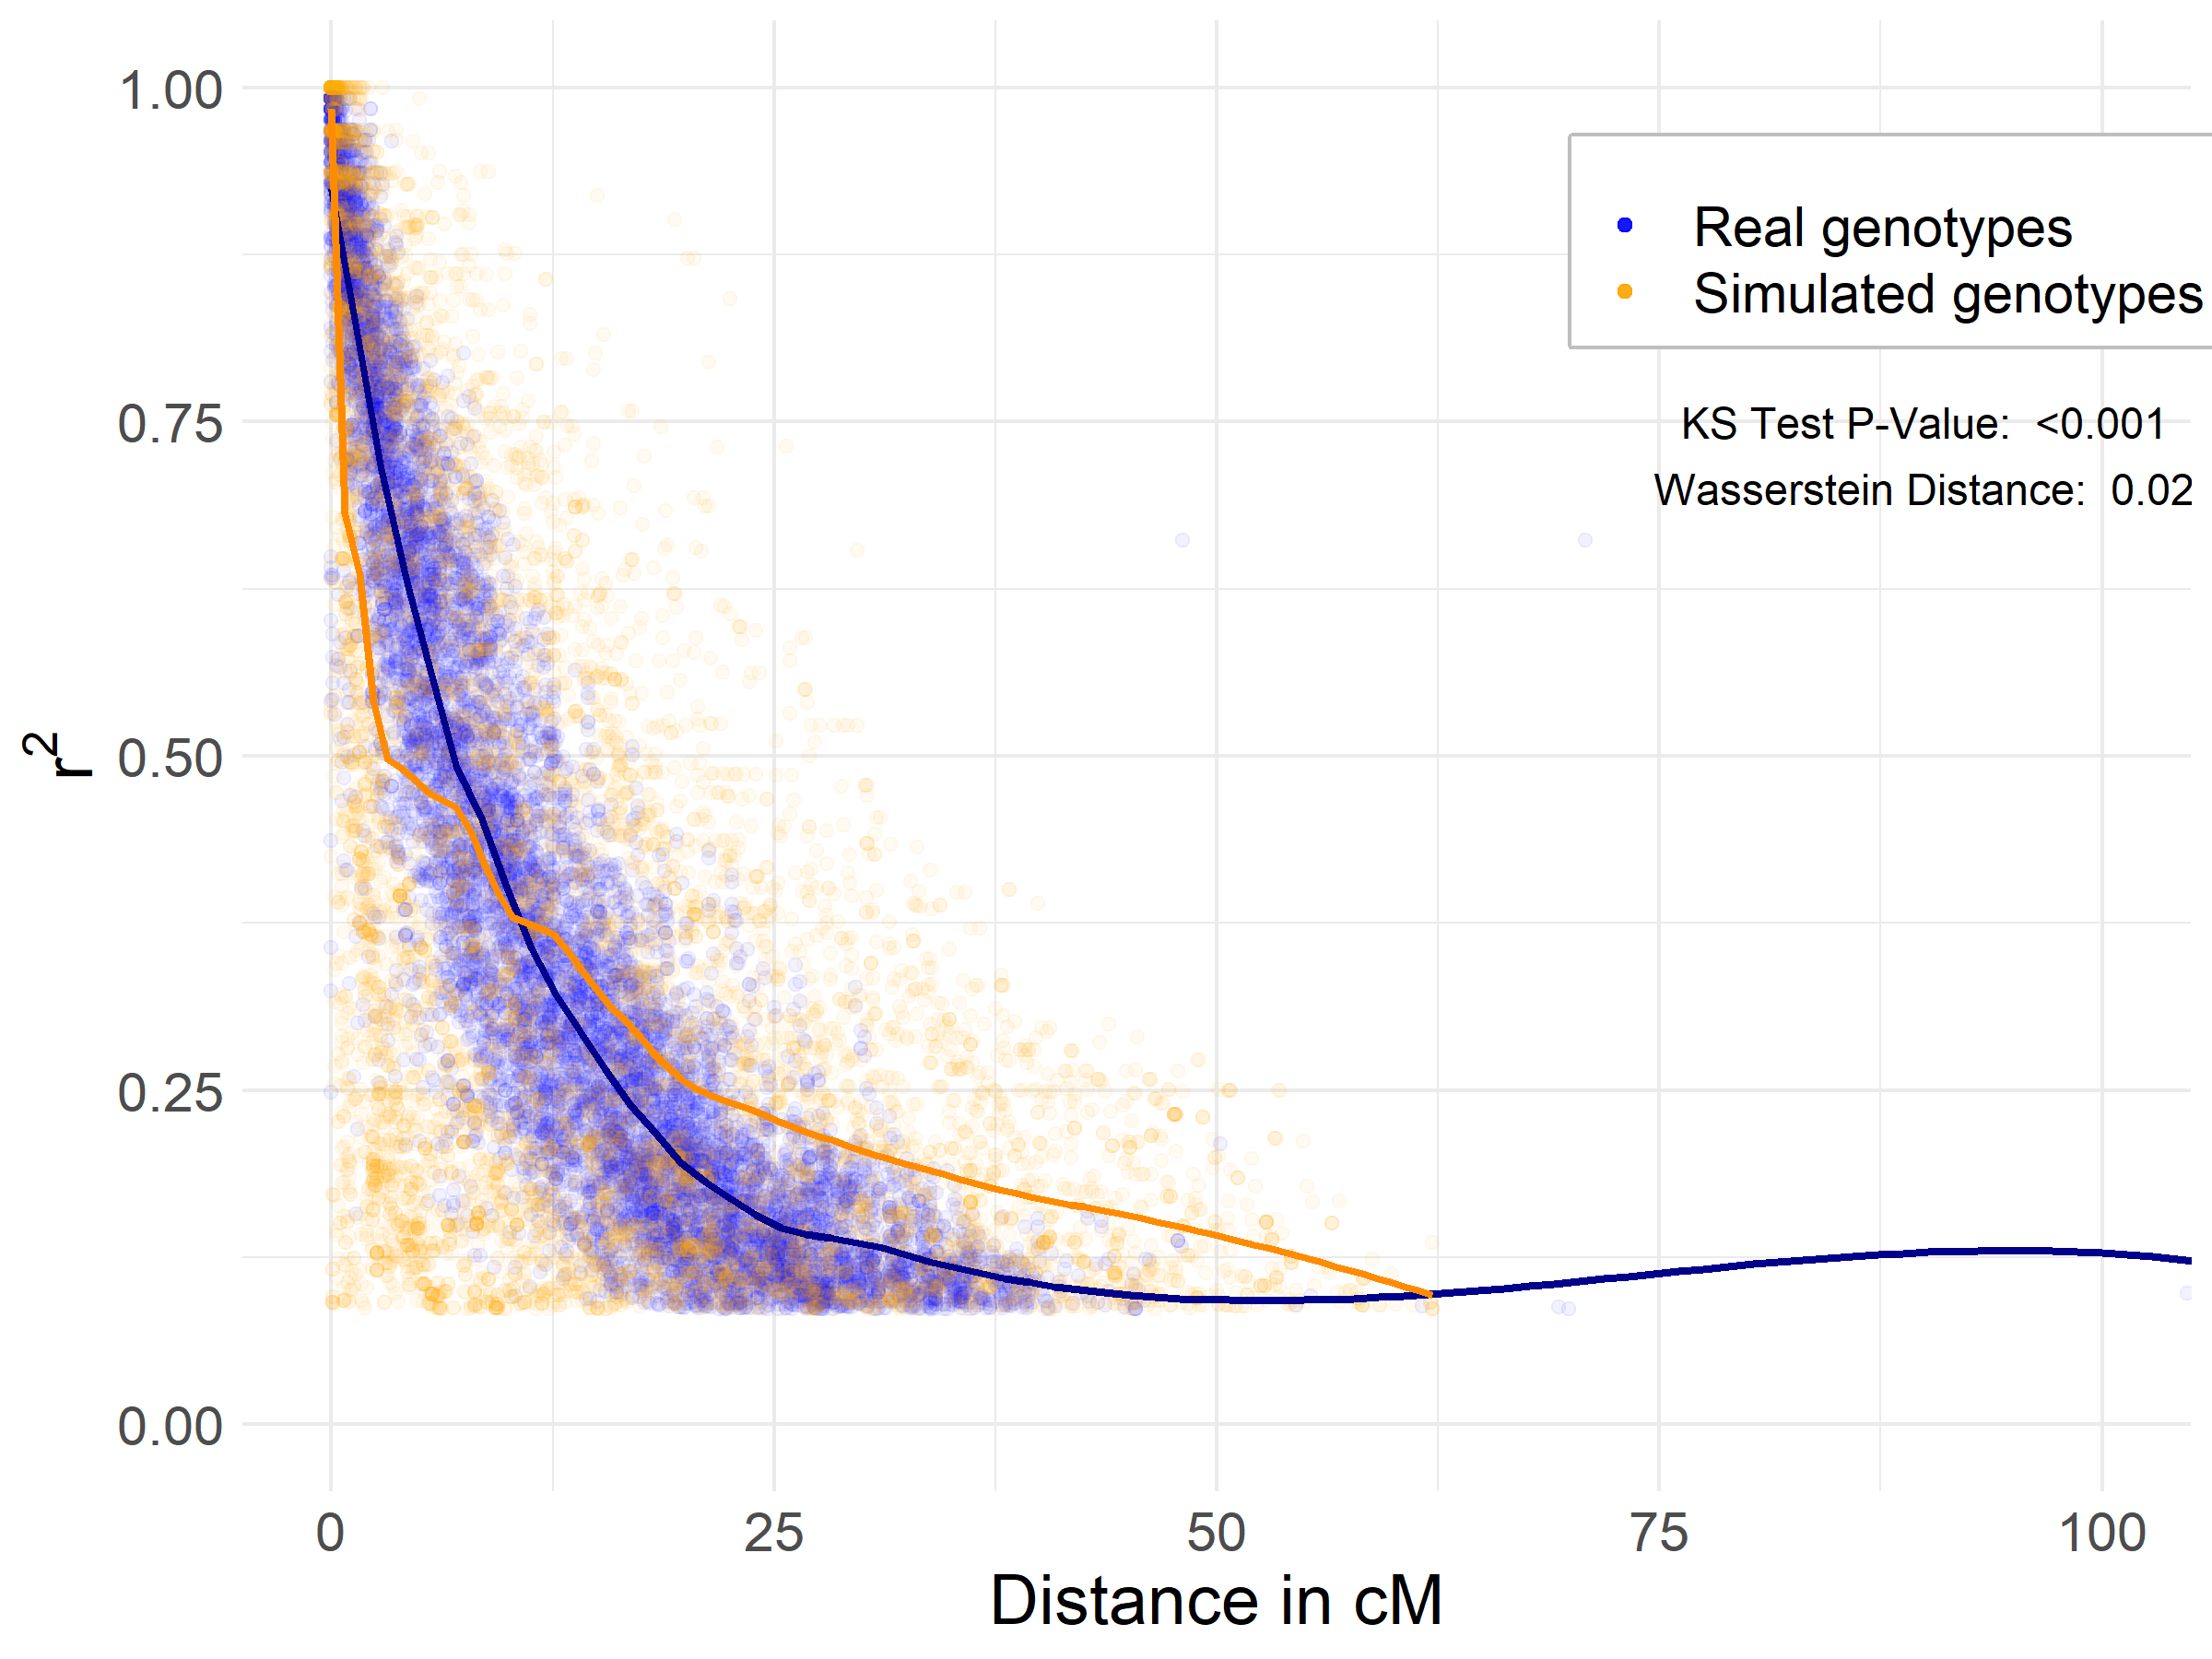 1.00
0.75
0.50
0.25
0.00
r²
0 25 50 75 100
Distance in cM
Real genotypes
Simulated genotypes
KS Test P-Value: <0.001
Wasserstein Distance: 0.02